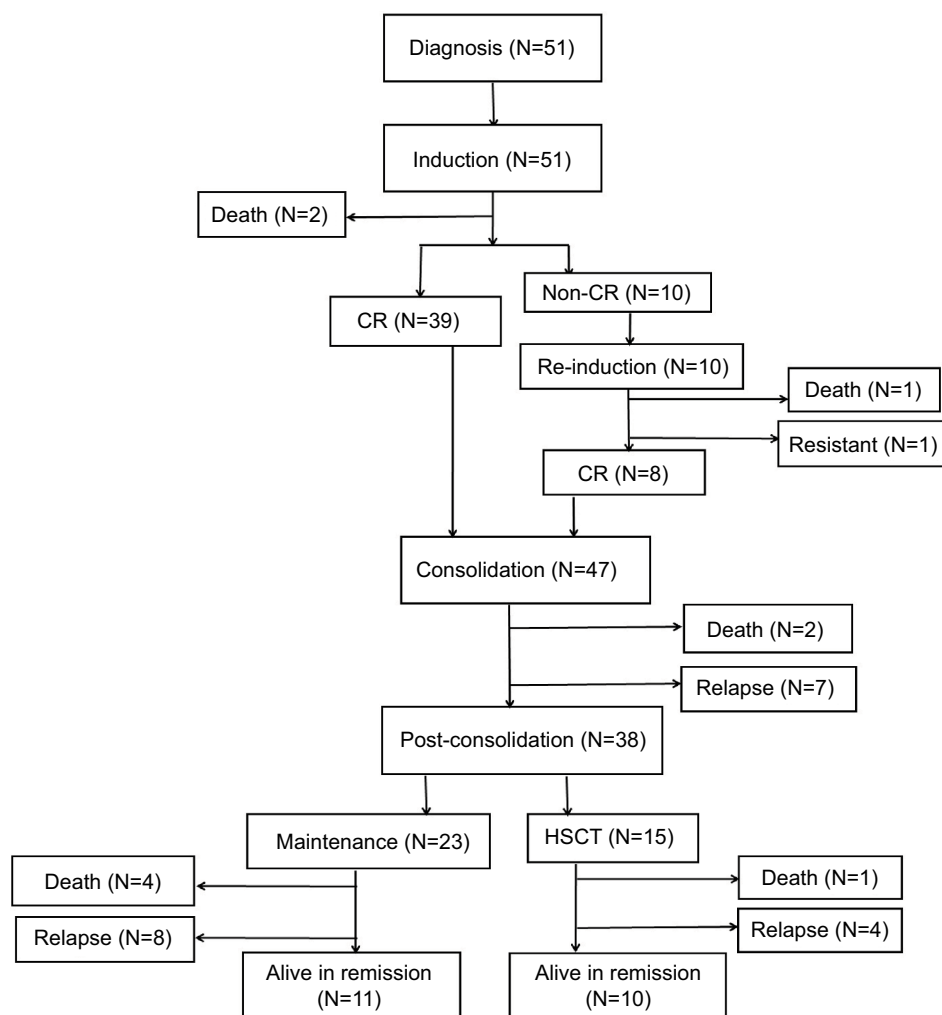 Diagnosis (N=51)
Induction (N=51)
Death (N=2)
Non-CR (N=10)
CR (N=39)
Re-induction (N=10)
Death (N=1)
Resistant (N=1)
CR (N=8)
Consolidation (N=47)
Death (N=2)
Relapse (N=7)
Post-consolidation (N=38)
Maintenance (N=23)
HSCT (N=15)
Death (N=4)
Death (N=1)
Relapse (N=8)
Relapse (N=4)
Alive in remission
(N=11)
Alive in remission
(N=10)